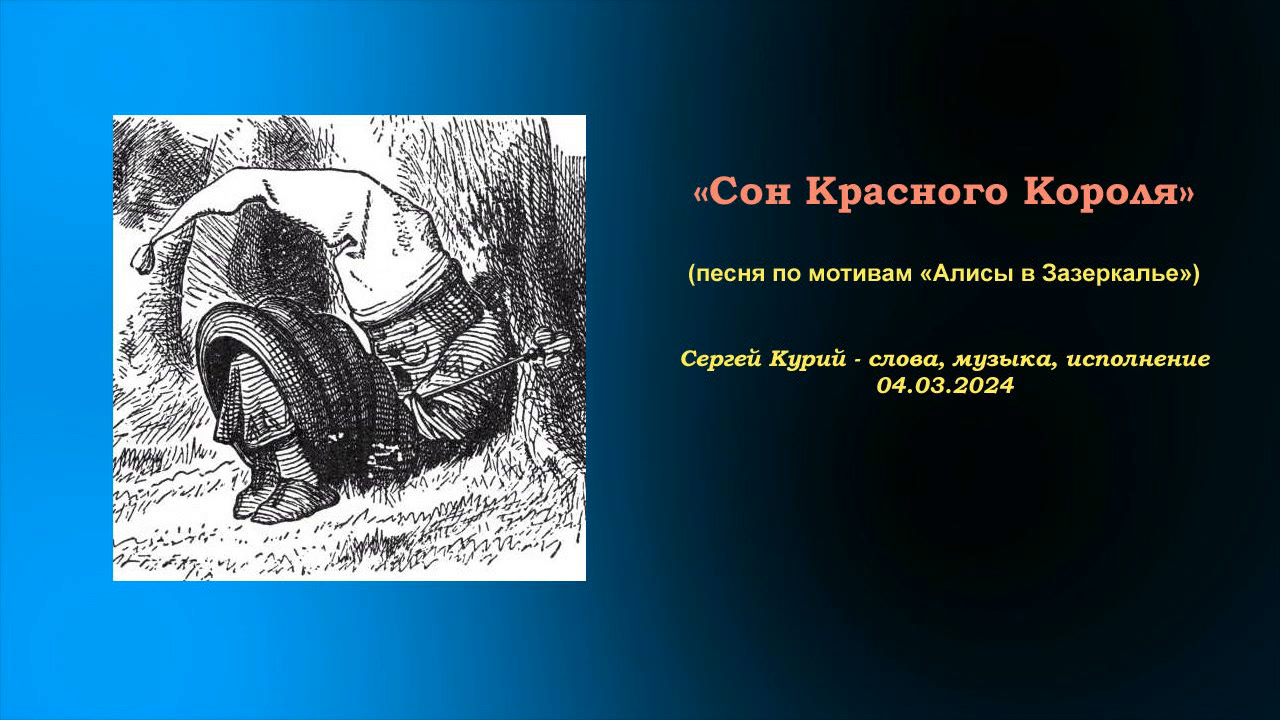 «Сон Красного Короля»
(песня по мотивам «Алисы в Зазеркалье»)
Сергей Курий - слова, музыка, исполнение
04.03.2024